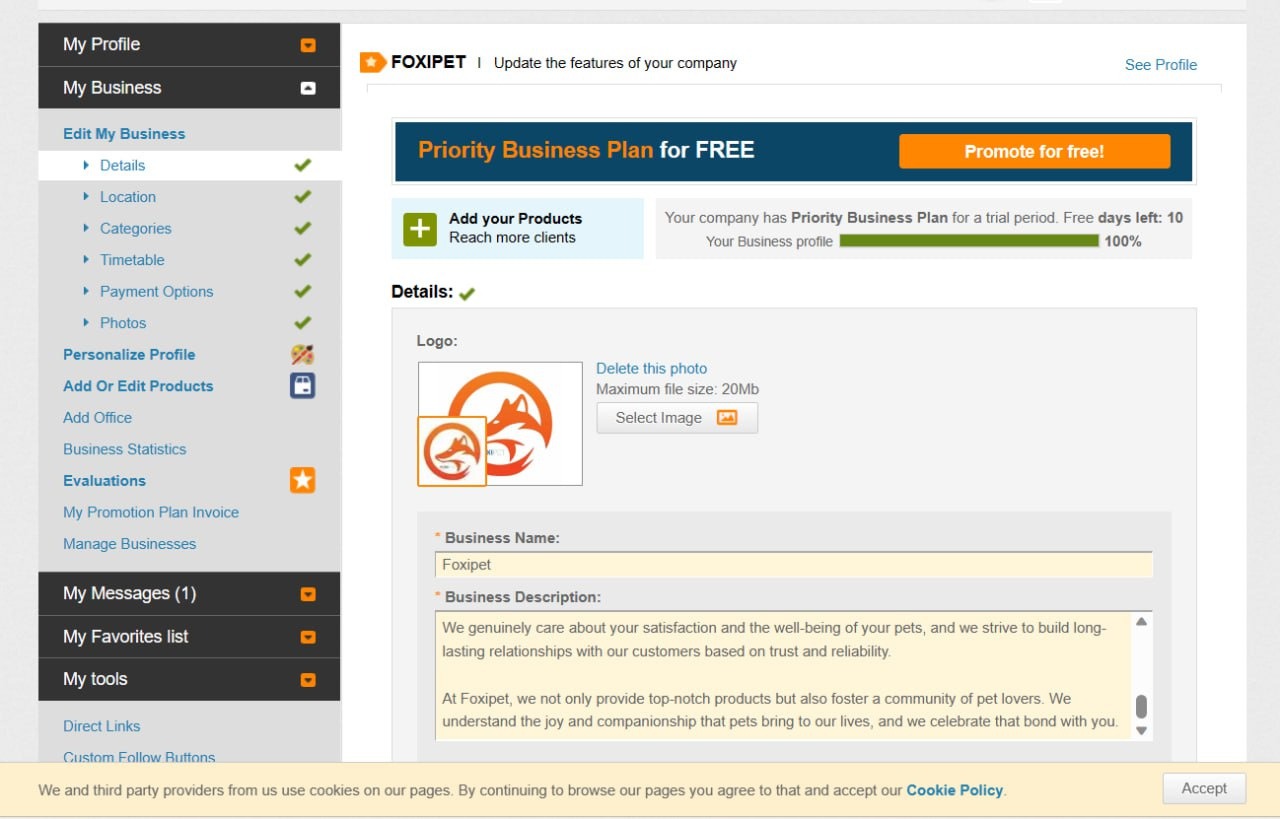 My Profile
My Business
Edit My Business
Details
Location
Categories
Timetable
Payment Options
Photos
Personalize Profile
Add Or Edit Products
Add Office
Business Statistics
Evaluations
My Promotion Plan Invoice
Manage Businesses
My Messages (1)
My Favorites list
My tools
Direct Links
Custom Follow Buttons
FOXIPET | Update the features of your company
See Profile
Priority Business Plan for FREE
Promote for free!
Add your Products
Reach more clients
Your company has Priority Business Plan for a trial period. Free days left: 10
Your Business profile 100%
Details:
Logo:
Delete this photo
Maximum file size: 20Mb
Select Image
* Business Name:
Foxipet
* Business Description:
We genuinely care about your satisfaction and the well-being of your pets, and we strive to build long-
lasting relationships with our customers based on trust and reliability.
At Foxipet, we not only provide top-notch products but also foster a community of pet lovers. We
understand the joy and companionship that pets bring to our lives, and we celebrate that bond with you.
We and third party providers from us use cookies on our pages. By continuing to browse our pages you agree to that and accept our Cookie Policy.
Accept